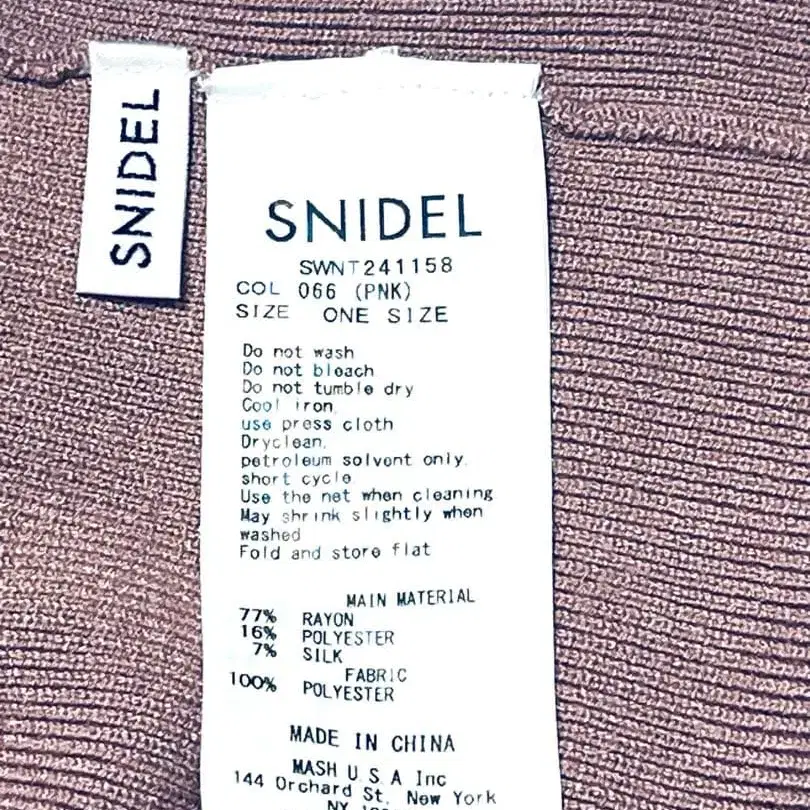 SNIDEL
SNIDEL
SWNT241158
COL 066 (PNK)
SIZE ONE SIZE
Do not wash
Do not bleach
Do not tumble dry
Cool iron.
use press cloth
Dryclean.
petroleum solvent only.
short cycle
Use the net when cleaning
May shrink slightly when
washed
Fold and store flat
MAIN MATERIAL
77% RAYON
16% POLYESTER
7% SILK
FABRIC
100% POLYESTER
MADE IN CHINA
MASH U.S.A Inc
144 Orchard St. New York
NY